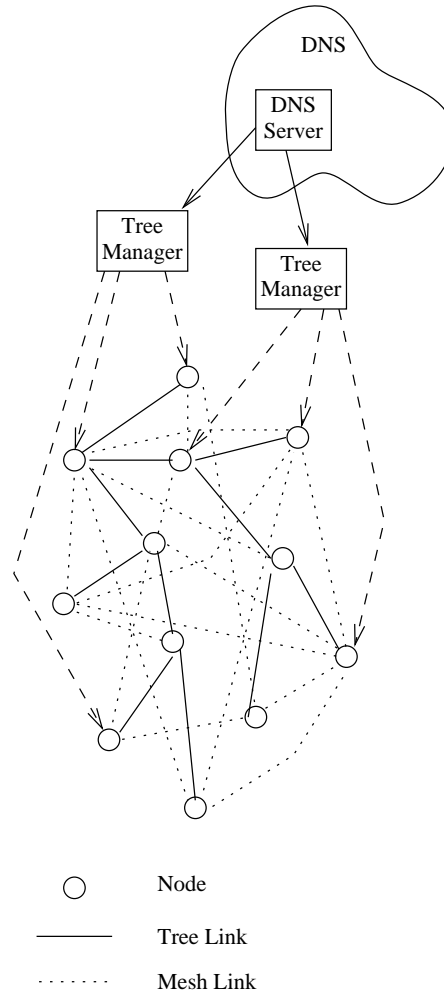 DNS
DNS
Server
Tree
Manager
Tree
Manager
Node
Tree Link
Mesh Link